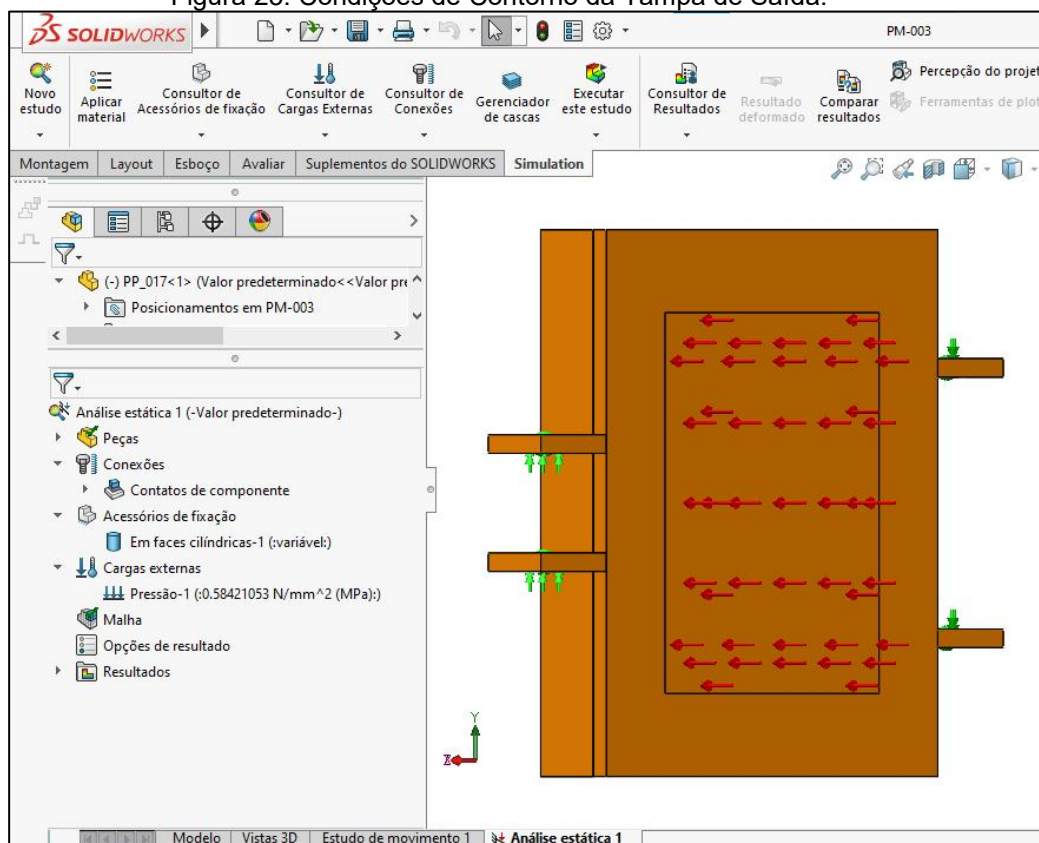 Figura 28: Condições de Contorno da Tampa de Saída.
SOLIDWORKS
PM-003
Novo estudo
Aplicar material
Consultor de Acessórios de fixação
Consultor de Cargas Externas
Consultor de Conexões
Gerenciador de cascas
Executar este estudo
Consultor de Resultados
Resultado deformado
Comparar resultados
Percepção do projet
Ferramentas de plot
Montagem Layout Esboço Avaliar Suplementos do SOLIDWORKS Simulation
(-) PP_017<1> (Valor predeterminado<<Valor pre
Posicionamentos em PM-003
Análise estática 1 (-Valor predeterminado-)
Peças
Conexões
Contatos de componente
Acessórios de fixação
Em faces cilíndricas-1 (:variável:)
Cargas externas
Pressão-1 (:0.58421053 N/mm^2 (MPa):)
Malha
Opções de resultado
Resultados
Y
Z
Modelo Vistas 3D Estudo de movimento 1 Análise estática 1